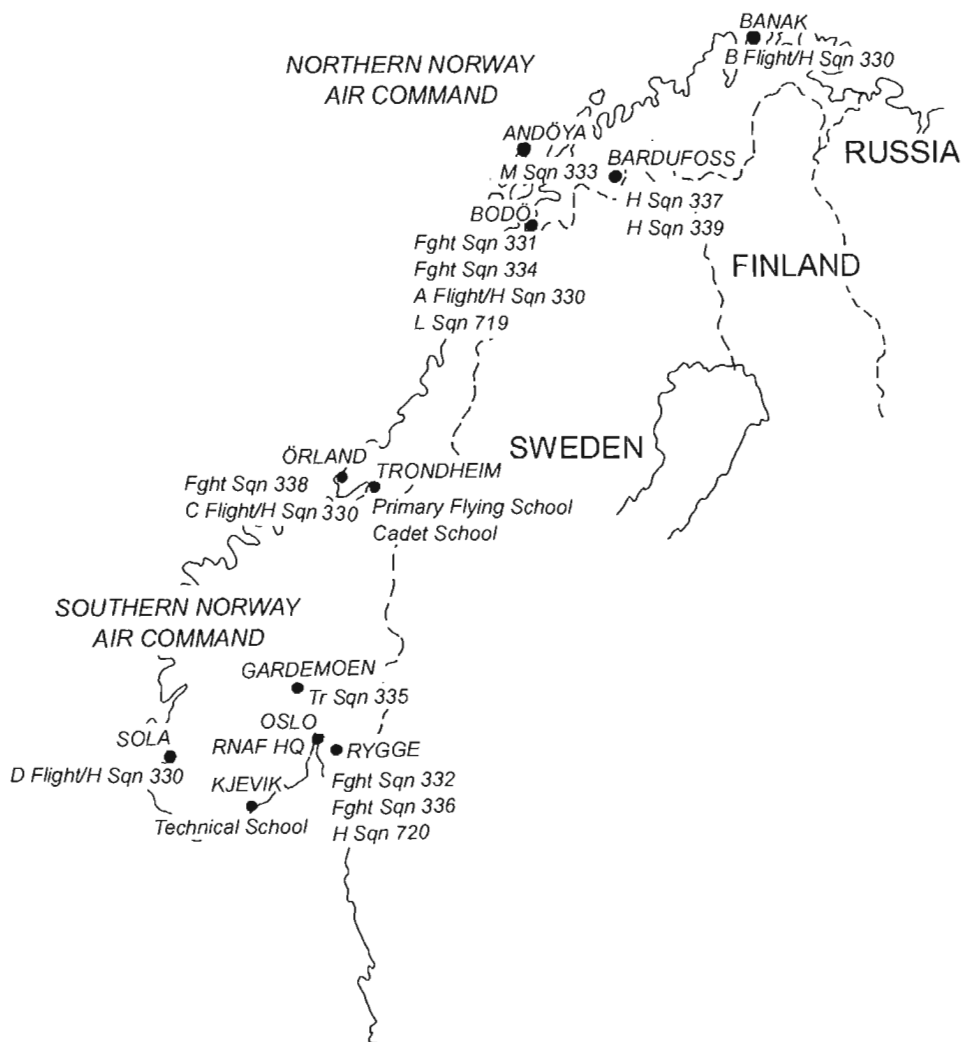 BANAK
B Flight/H Sqn 330
NORTHERN NORWAY
AIR COMMAND
ANDÖYA
M Sqn 333
BARDUFOSS
H Sqn 337
H Sqn 339
RUSSIA
BODÖ
Fght Sqn 331
Fght Sqn 334
A Flight/H Sqn 330
L Sqn 719
FINLAND
SWEDEN
ÖRLAND
Fght Sqn 338
C Flight/H Sqn 330
TRONDHEIM
Primary Flying School
Cadet School
SOUTHERN NORWAY
AIR COMMAND
GARDEMOEN
Tr Sqn 335
OSLO
RNAF HQ
SOLA
D Flight/H Sqn 330
RYGGE
Fght Sqn 332
Fght Sqn 336
H Sqn 720
KJEVIK
Technical School